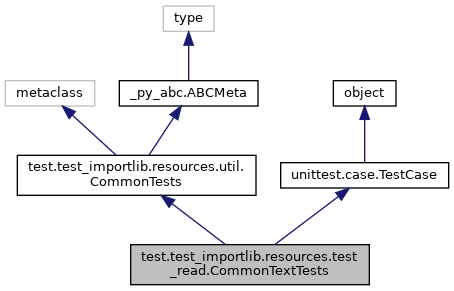 type
metaclass
_py_abc.ABCMeta
object
test.test_importlib.resources.util.
CommonTests
unittest.case.TestCase
test.test_importlib.resources.test
_read.CommonTextTests